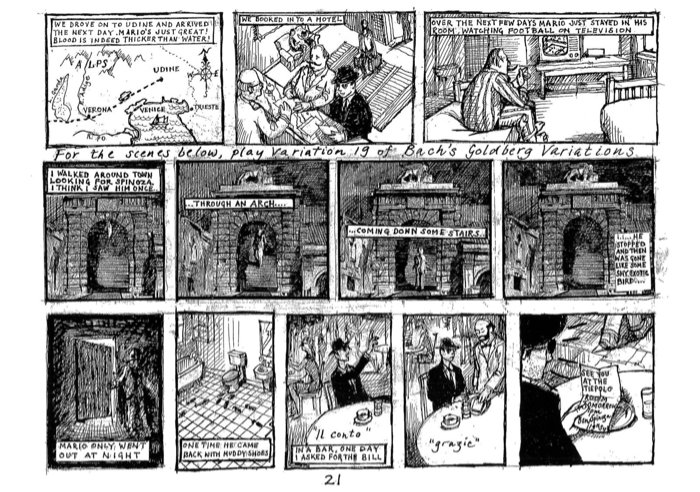 WE DROVE ON TO UDINE AND ARRIVED
THE NEXT DAY. MARIO'S JUST GREAT!
BLOOD IS INDEED THICKER THAN WATER!
ALPS
UDINE
VERONA
VENICE
TRIESTE
R. PO
WE BOOKED IN TO A HOTEL
OVER THE NEXT FEW DAYS MARIO JUST STAYED IN HIS
ROOM, WATCHING FOOTBALL ON TELEVISION
For the scenes below, play Variation 19 of Bach's Goldberg Variations
I WALKED AROUND TOWN
LOOKING FOR SPINOZA.
I THINK I SAW HIM ONCE
...THROUGH AN ARCH....
...COMING DOWN SOME STAIRS...
....HE
STOPPED
AND THEN
WAS GONE
LIKE SOME
SHY, EXOTIC
BIRD....
MARIO ONLY WENT
OUT AT NIGHT
ONE TIME HE CAME
BACK WITH MUDDY SHOES
"Il conto"
IN A BAR, ONE DAY
I ASKED FOR THE BILL
"grazie"
SEE YOU
AT THE
TIEPOLO
ROOM
TOMORROW
21